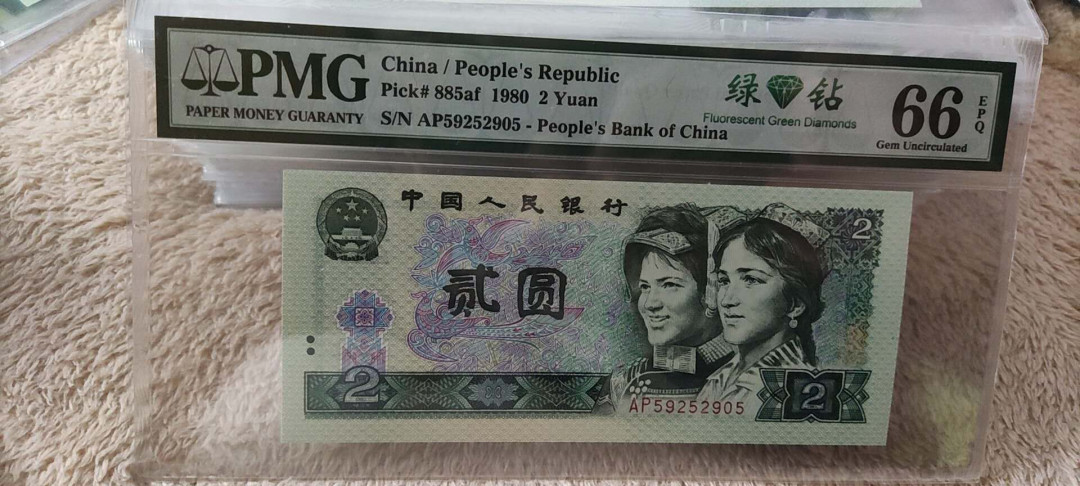 PMG
PAPER MONEY GUARANTY
China / People's Republic
Pick# 885af 1980 2 Yuan
S/N AP59252905 - People's Bank of China
绿 钻
Fluorescent Green Diamonds
66
EPQ
Gem Uncirculated
中国人民银行
2
贰圆
2
AP59252905
2